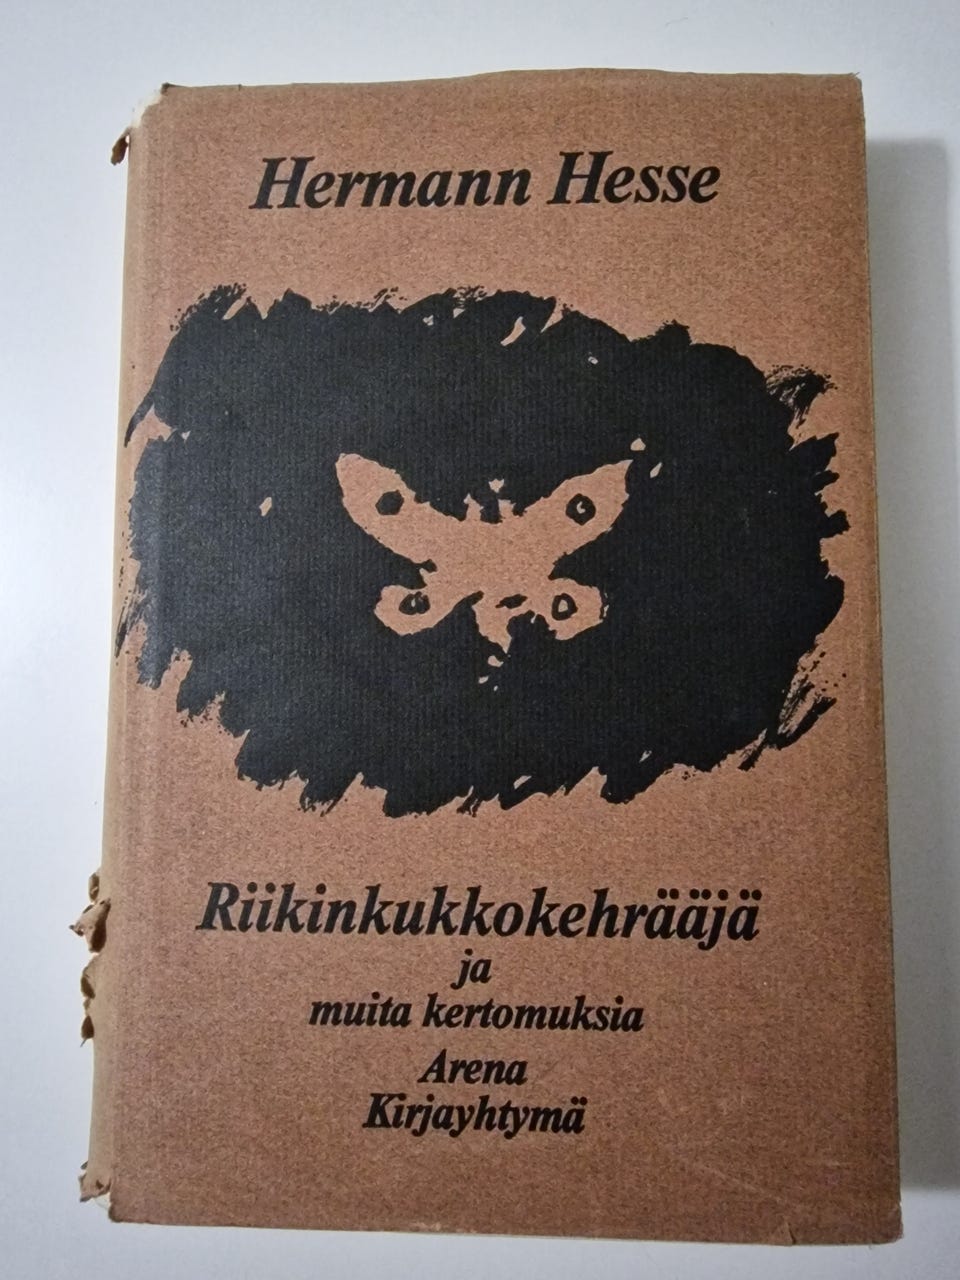 Hermann Hesse
Riikinkukkokehrääjä
ja
muita kertomuksia
Arena
Kirjayhtymä